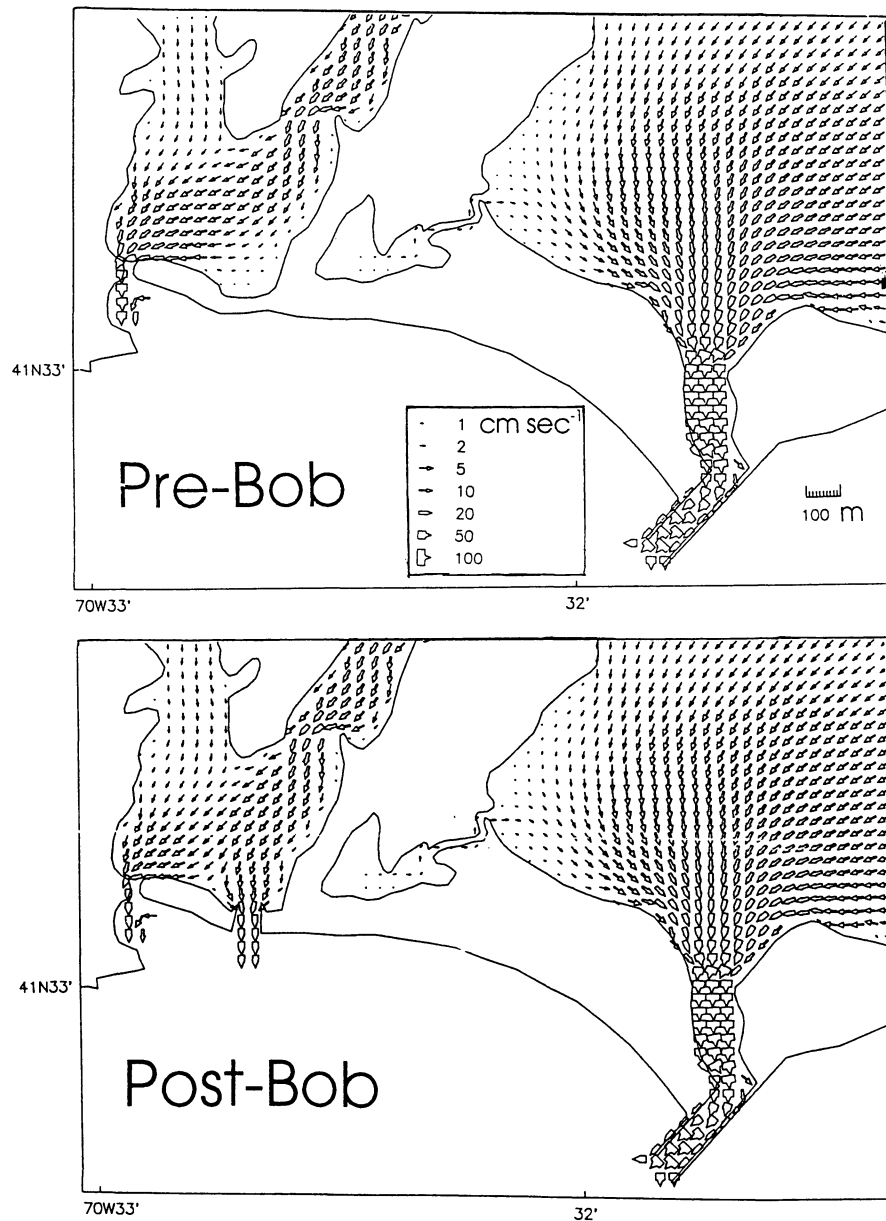 1 cm sec⁻¹
2
5
10
20
50
100
41N33'
Pre-Bob
100 m
70W33'
32'
41N33'
Post-Bob
70W33'
32'